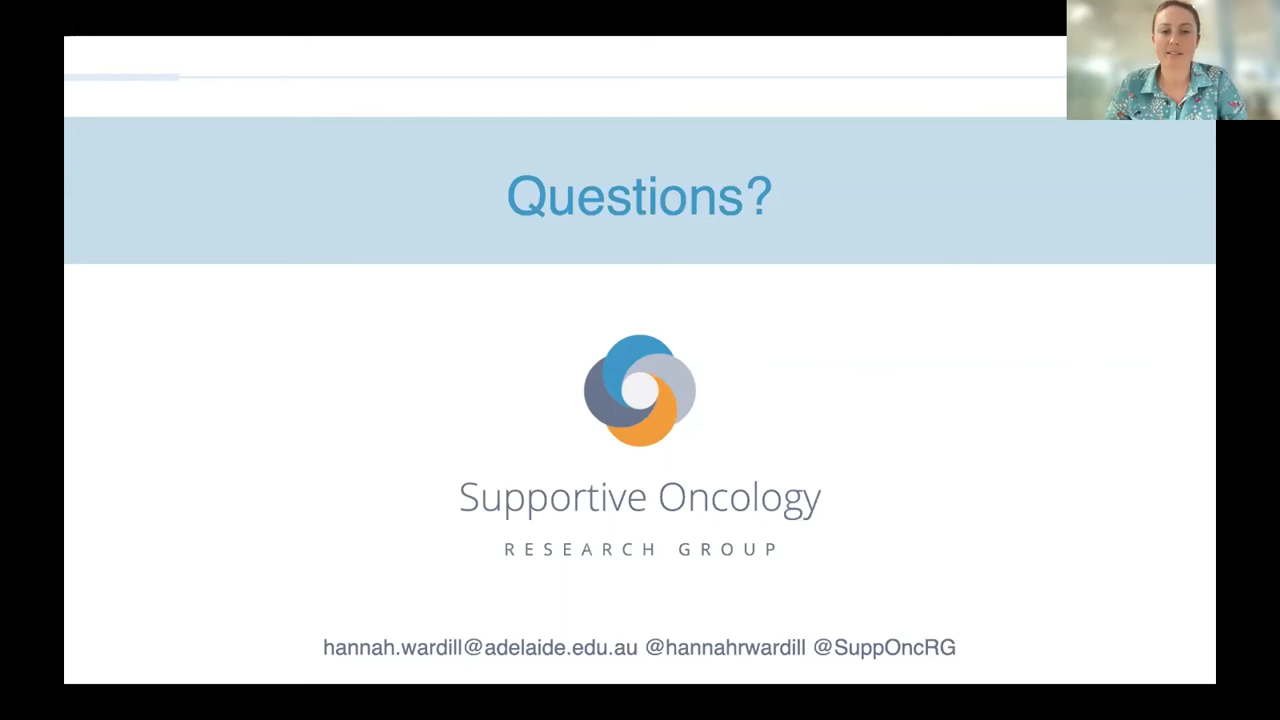 Questions?
Supportive Oncology
RESEARCH GROUP
hannah.wardill@adelaide.edu.au @hannahrwardill @SuppOncRG